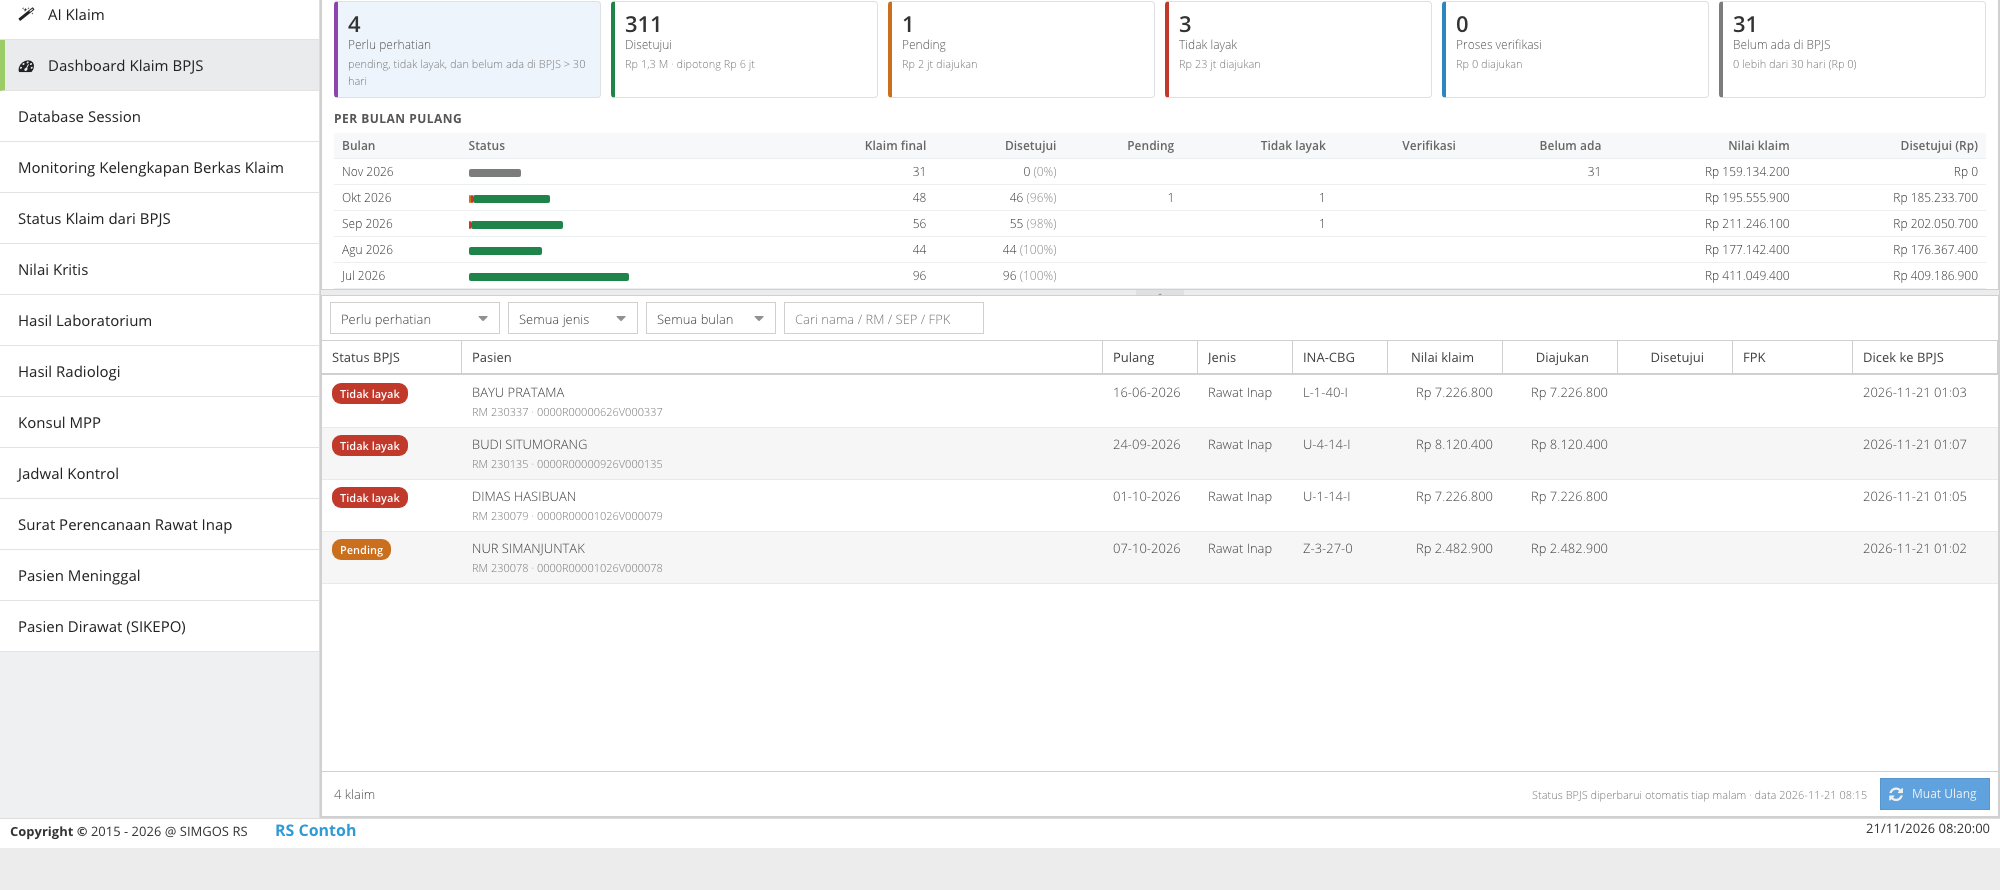 AI Klaim
Dashboard Klaim BPJS
Database Session
Monitoring Kelengkapan Berkas Klaim
Status Klaim dari BPJS
Nilai Kritis
Hasil Laboratorium
Hasil Radiologi
Konsul MPP
Jadwal Kontrol
Surat Perencanaan Rawat Inap
Pasien Meninggal
Pasien Dirawat (SIKEPO)
4
Perlu perhatian
pending, tidak layak, dan belum ada di BPJS > 30
hari
311
Disetujui
Rp 1,3 M · dipotong Rp 6 jt
1
Pending
Rp 2 jt diajukan
3
Tidak layak
Rp 23 jt diajukan
0
Proses verifikasi
Rp 0 diajukan
31
Belum ada di BPJS
0 lebih dari 30 hari (Rp 0)
PER BULAN PULANG
Bulan Status Klaim final Disetujui Pending Tidak layak Verifikasi Belum ada Nilai klaim Disetujui (Rp)
Nov 2026 31 0 (0%) 31 Rp 159.134.200 Rp 0
Okt 2026 48 46 (96%) 1 1 Rp 195.555.900 Rp 185.233.700
Sep 2026 56 55 (98%) 1 Rp 211.246.100 Rp 202.050.700
Agu 2026 44 44 (100%) Rp 177.142.400 Rp 176.367.400
Jul 2026 96 96 (100%) Rp 411.049.400 Rp 409.186.900
Perlu perhatian Semua jenis Semua bulan Cari nama / RM / SEP / FPK
Status BPJS Pasien Pulang Jenis INA-CBG Nilai klaim Diajukan Disetujui FPK Dicek ke BPJS
Tidak layak BAYU PRATAMA 16-06-2026 Rawat Inap L-1-40-I Rp 7.226.800 Rp 7.226.800 2026-11-21 01:03
RM 230337 · 0000R00000626V000337
Tidak layak BUDI SITUMORANG 24-09-2026 Rawat Inap U-4-14-I Rp 8.120.400 Rp 8.120.400 2026-11-21 01:07
RM 230135 · 0000R00000926V000135
Tidak layak DIMAS HASIBUAN 01-10-2026 Rawat Inap U-1-14-I Rp 7.226.800 Rp 7.226.800 2026-11-21 01:05
RM 230079 · 0000R00001026V000079
Pending NUR SIMANJUNTAK 07-10-2026 Rawat Inap Z-3-27-0 Rp 2.482.900 Rp 2.482.900 2026-11-21 01:02
RM 230078 · 0000R00001026V000078
4 klaim Status BPJS diperbarui otomatis tiap malam · data 2026-11-21 08:15 Muat Ulang
Copyright © 2015 - 2026 @ SIMGOS RS RS Contoh 21/11/2026 08:20:00